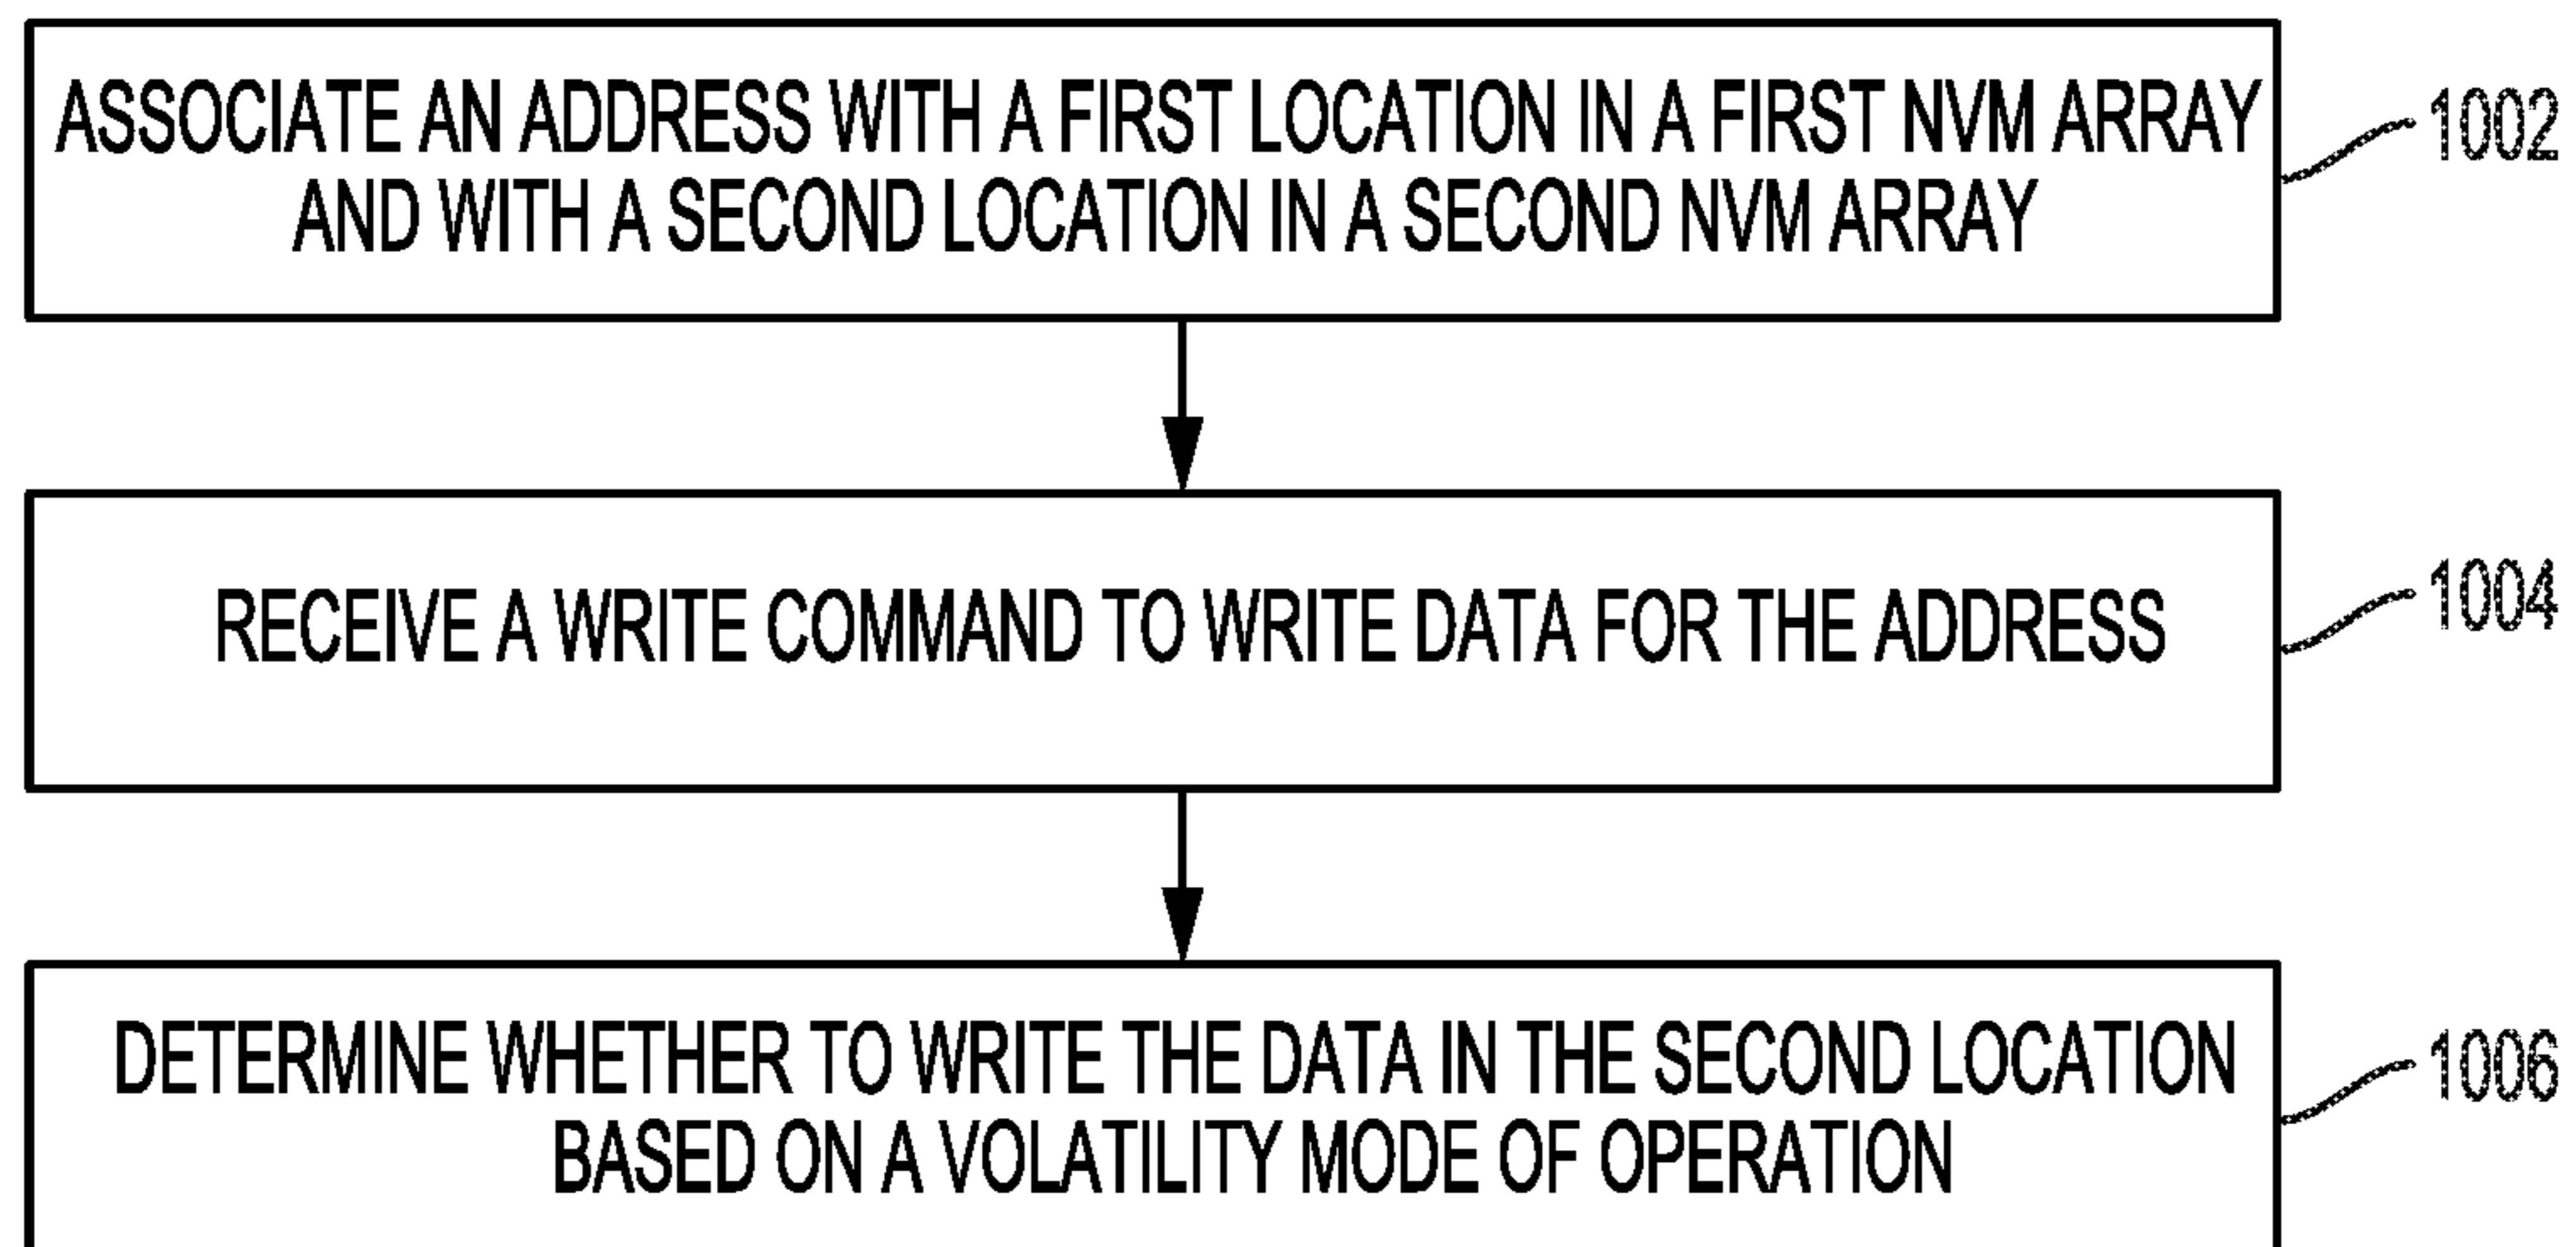 ASSOCIATE AN ADDRESS WITH A FIRST LOCATION IN A FIRST NVM ARRAY
AND WITH A SECOND LOCATION IN A SECOND NVM ARRAY
1002
RECEIVE A WRITE COMMAND TO WRITE DATA FOR THE ADDRESS
1004
DETERMINE WHETHER TO WRITE THE DATA IN THE SECOND LOCATION
BASED ON A VOLATILITY MODE OF OPERATION
1006